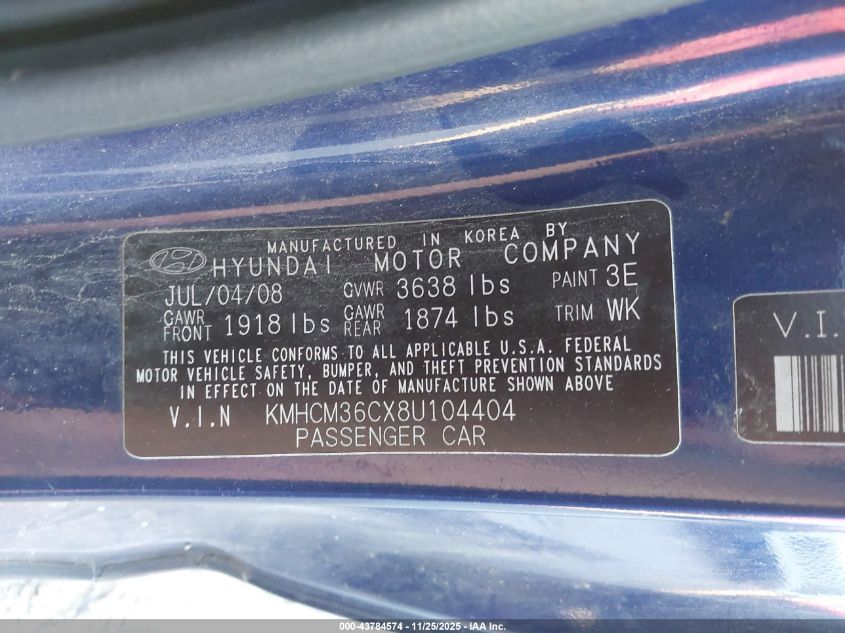 MANUFACTURED IN KOREA BY
HYUNDAI MOTOR COMPANY
JUL/04/08 GVWR 3638 lbs PAINT 3E
GAWR FRONT 1918 lbs GAWR REAR 1874 lbs TRIM WK
THIS VEHICLE CONFORMS TO ALL APPLICABLE U.S.A. FEDERAL
MOTOR VEHICLE SAFETY, BUMPER, AND THEFT PREVENTION STANDARDS
IN EFFECT ON THE DATE OF MANUFACTURE SHOWN ABOVE.
V.I.N KMHCM36CX8U104404
PASSENGER CAR
V.I.
000-43784574 - 11/25/2025 - IAA Inc.